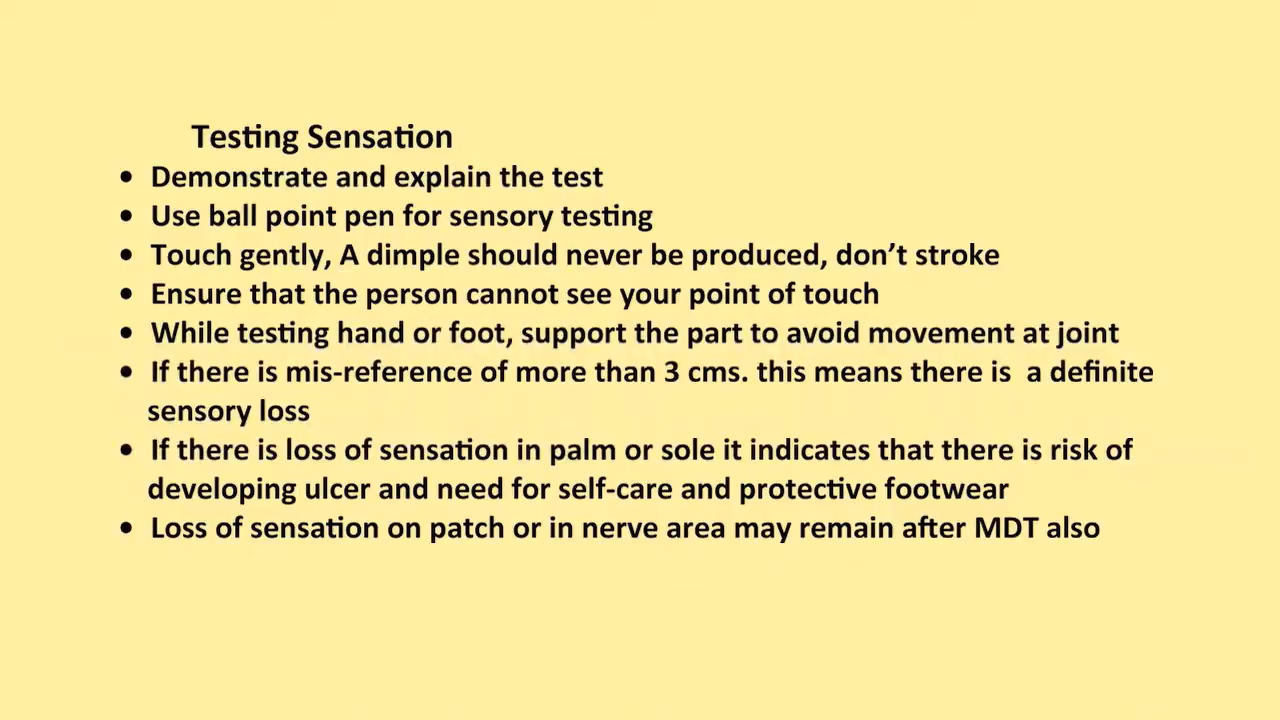 Testing Sensation
• Demonstrate and explain the test
• Use ball point pen for sensory testing
• Touch gently, A dimple should never be produced, don’t stroke
• Ensure that the person cannot see your point of touch
• While testing hand or foot, support the part to avoid movement at joint
• If there is mis-reference of more than 3 cms. this means there is  a definite
sensory loss
• If there is loss of sensation in palm or sole it indicates that there is risk of
developing ulcer and need for self-care and protective footwear
• Loss of sensation on patch or in nerve area may remain after MDT also